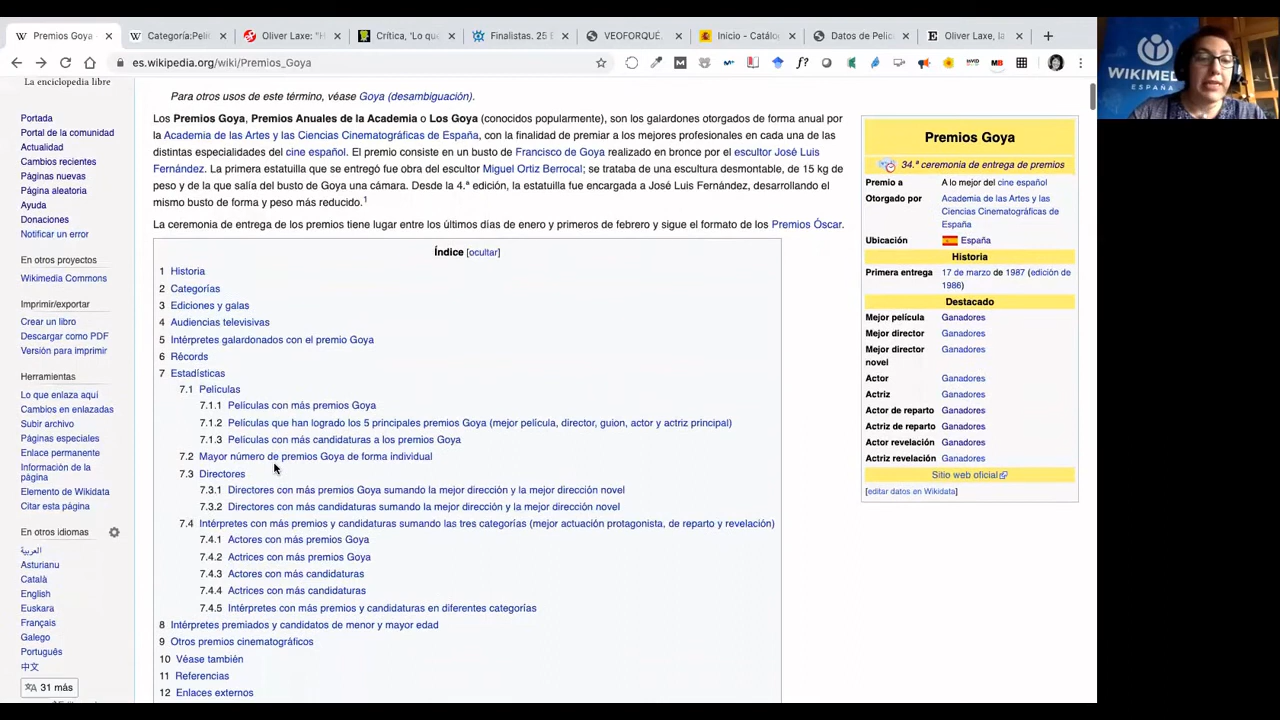 Premios Goya -
Categoría:Pelí
Oliver Laxe: "H
Crítica, 'Lo que
Finalistas. 25 E
VEOFORQUÉ,
Inicio - Catálog
Datos de Pelíc
Oliver Laxe, la
es.wikipedia.org/wiki/Premios_Goya
La enciclopedia libre
Portada
Portal de la comunidad
Actualidad
Cambios recientes
Páginas nuevas
Página aleatoria
Ayuda
Donaciones
Notificar un error
En otros proyectos
Wikimedia Commons
Imprimir/exportar
Crear un libro
Descargar como PDF
Versión para imprimir
Herramientas
Lo que enlaza aquí
Cambios en enlazadas
Subir archivo
Páginas especiales
Enlace permanente
Información de la
página
Elemento de Wikidata
Citar esta página
En otros idiomas
العربية
Asturianu
Català
English
Euskara
Français
Galego
Português
中文
31 más
Para otros usos de este término, véase Goya (desambiguación).
Los Premios Goya, Premios Anuales de la Academia o Los Goya (conocidos popularmente), son los galardones otorgados de forma anual por
la Academia de las Artes y las Ciencias Cinematográficas de España, con la finalidad de premiar a los mejores profesionales en cada una de las
distintas especialidades del cine español. El premio consiste en un busto de Francisco de Goya realizado en bronce por el escultor José Luis
Fernández. La primera estatuilla que se entregó fue obra del escultor Miguel Ortiz Berrocal; se trataba de una escultura desmontable, de 15 kg de
peso y de la que salía del busto de Goya una cámara. Desde la 4.ª edición, la estatuilla fue encargada a José Luis Fernández, desarrollando el
mismo busto de forma y peso más reducido.1
La ceremonia de entrega de los premios tiene lugar entre los últimos días de enero y primeros de febrero y sigue el formato de los Premios Óscar.
Índice [ocultar]
1 Historia
2 Categorías
3 Ediciones y galas
4 Audiencias televisivas
5 Intérpretes galardonados con el premio Goya
6 Récords
7 Estadísticas
7.1 Películas
7.1.1 Películas con más premios Goya
7.1.2 Películas que han logrado los 5 principales premios Goya (mejor película, director, guion, actor y actriz principal)
7.1.3 Películas con más candidaturas a los premios Goya
7.2 Mayor número de premios Goya de forma individual
7.3 Directores
7.3.1 Directores con más premios Goya sumando la mejor dirección y la mejor dirección novel
7.3.2 Directores con más candidaturas sumando la mejor dirección y la mejor dirección novel
7.4 Intérpretes con más premios y candidaturas sumando las tres categorías (mejor actuación protagonista, de reparto y revelación)
7.4.1 Actores con más premios Goya
7.4.2 Actrices con más premios Goya
7.4.3 Actores con más candidaturas
7.4.4 Actrices con más candidaturas
7.4.5 Intérpretes con más premios y candidaturas en diferentes categorías
8 Intérpretes premiados y candidatos de menor y mayor edad
9 Otros premios cinematográficos
10 Véase también
11 Referencias
12 Enlaces externos
Premios Goya
34.ª ceremonia de entrega de premios
Premio a A lo mejor del cine español
Otorgado por Academia de las Artes y las
Ciencias Cinematográficas de
España
Ubicación España
Historia
Primera entrega 17 de marzo de 1987 (edición de
1986)
Destacado
Mejor película Ganadores
Mejor director Ganadores
Mejor director Ganadores
novel
Actor Ganadores
Actriz Ganadores
Actor de reparto Ganadores
Actriz de reparto Ganadores
Actor revelación Ganadores
Actriz revelación Ganadores
Sitio web oficial
[editar datos en Wikidata]
WIKIMED
ESPAÑA